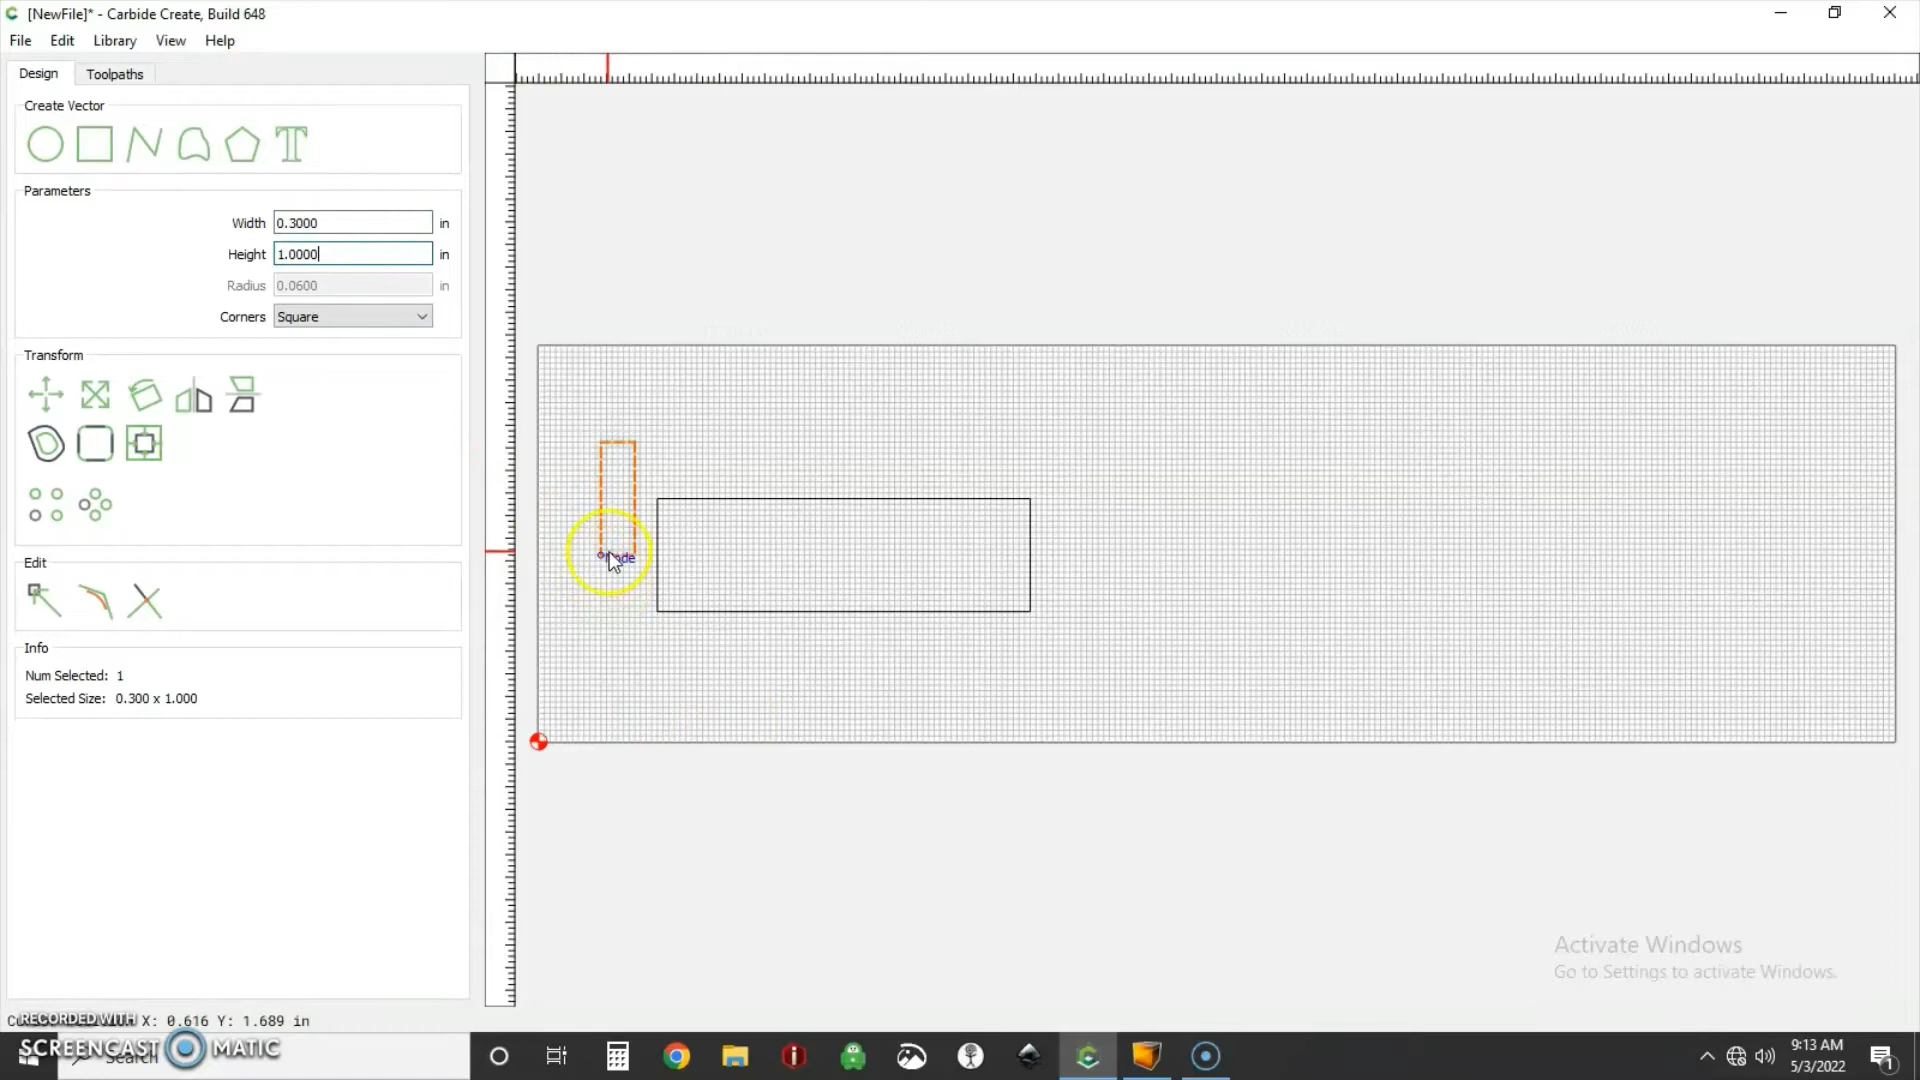 [NewFile]* - Carbide Create, Build 648
File Edit Library View Help
Design Toolpaths
Create Vector
Parameters
Width 0.3000 in
Height 1.0000 in
Radius 0.0600 in
Corners Square
Transform
Edit
Info
Num Selected: 1
Selected Size: 0.300 x 1.000
Activate Windows
Go to Settings to activate Windows.
X: 0.616 Y: 1.689 in
RECORDED WITH
SCREENCAST MATIC
Search
9:13 AM
5/3/2022
1